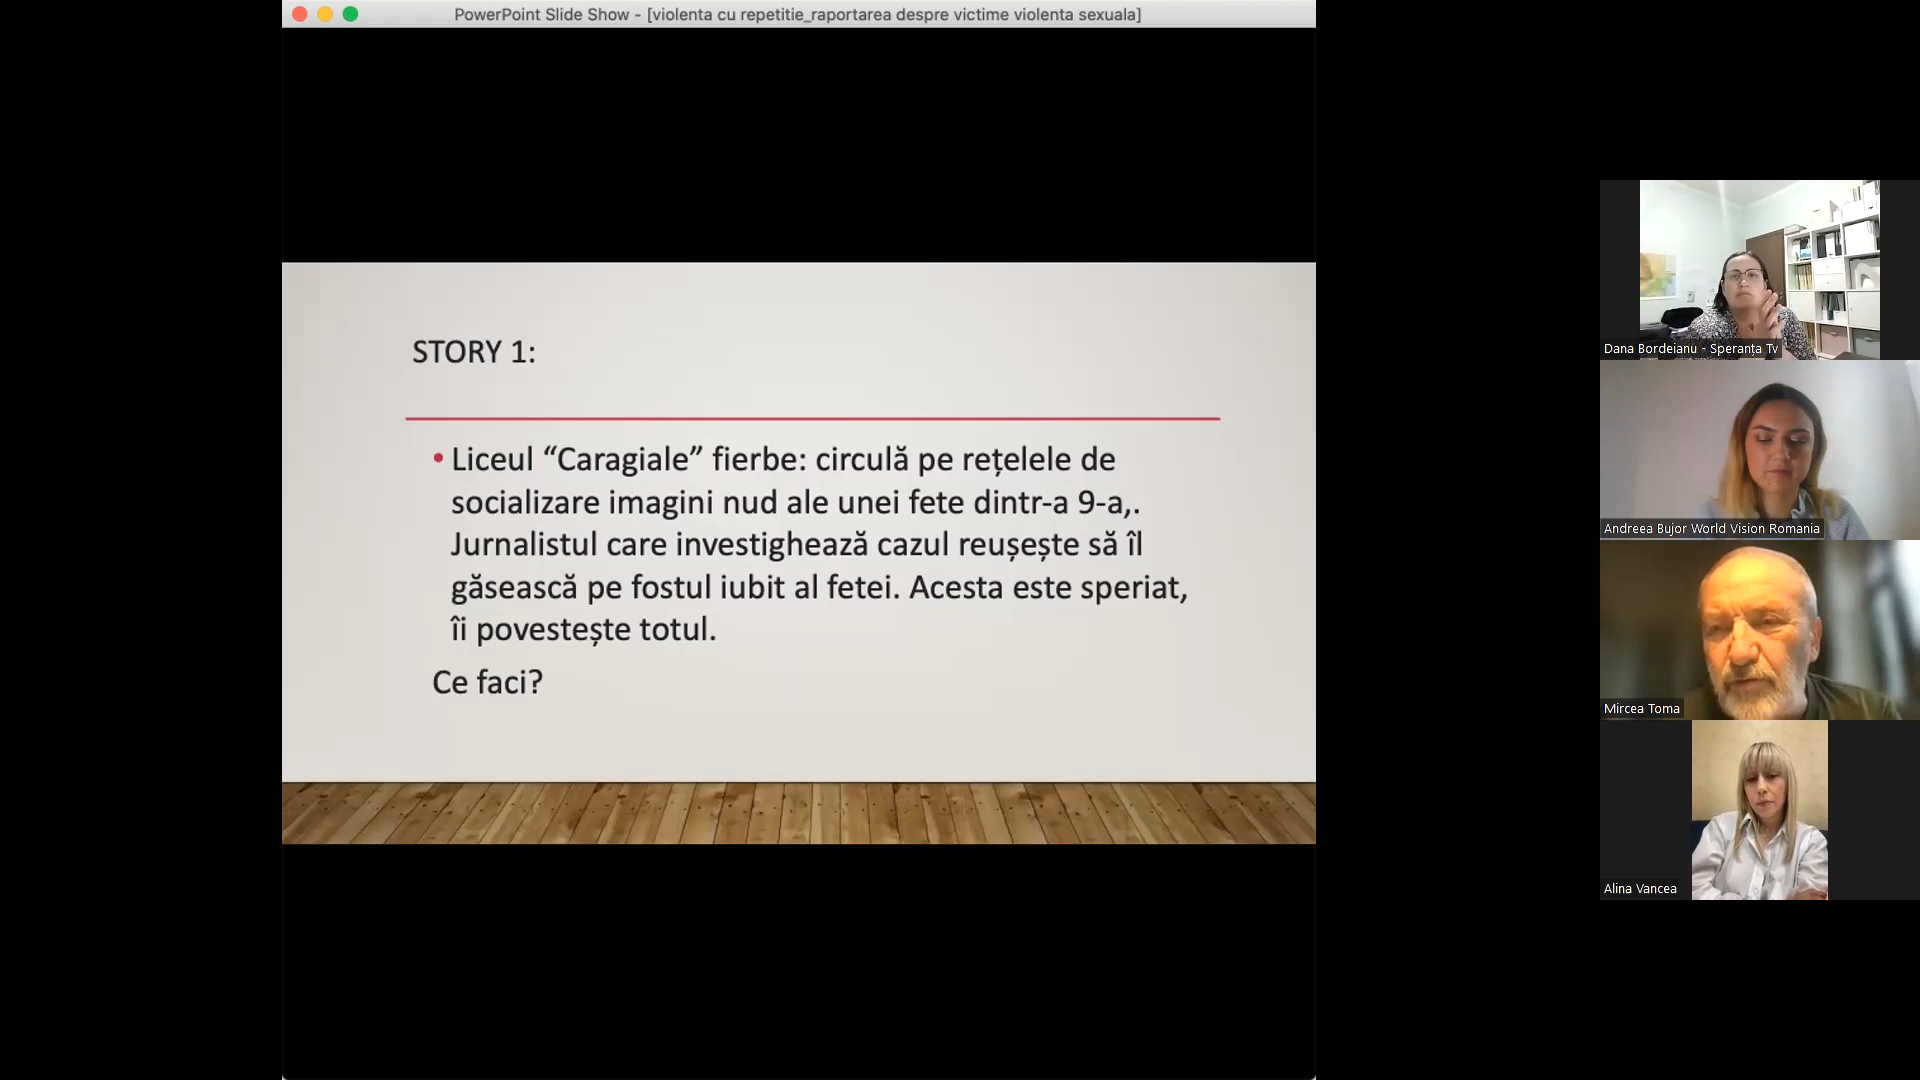 PowerPoint Slide Show - [violenta cu repetitie_raportarea despre victime violenta sexuala]
STORY 1:
• Liceul “Caragiale” fierbe: circulă pe rețelele de
socializare imagini nud ale unei fete dintr-a 9-a,.
Jurnalistul care investighează cazul reușește să îl
găsească pe fostul iubit al fetei. Acesta este speriat,
îi povestește totul.
Ce faci?
Dana Bordeianu - Speranța Tv
Andreea Bujor World Vision Romania
Mircea Toma
Alina Vancea